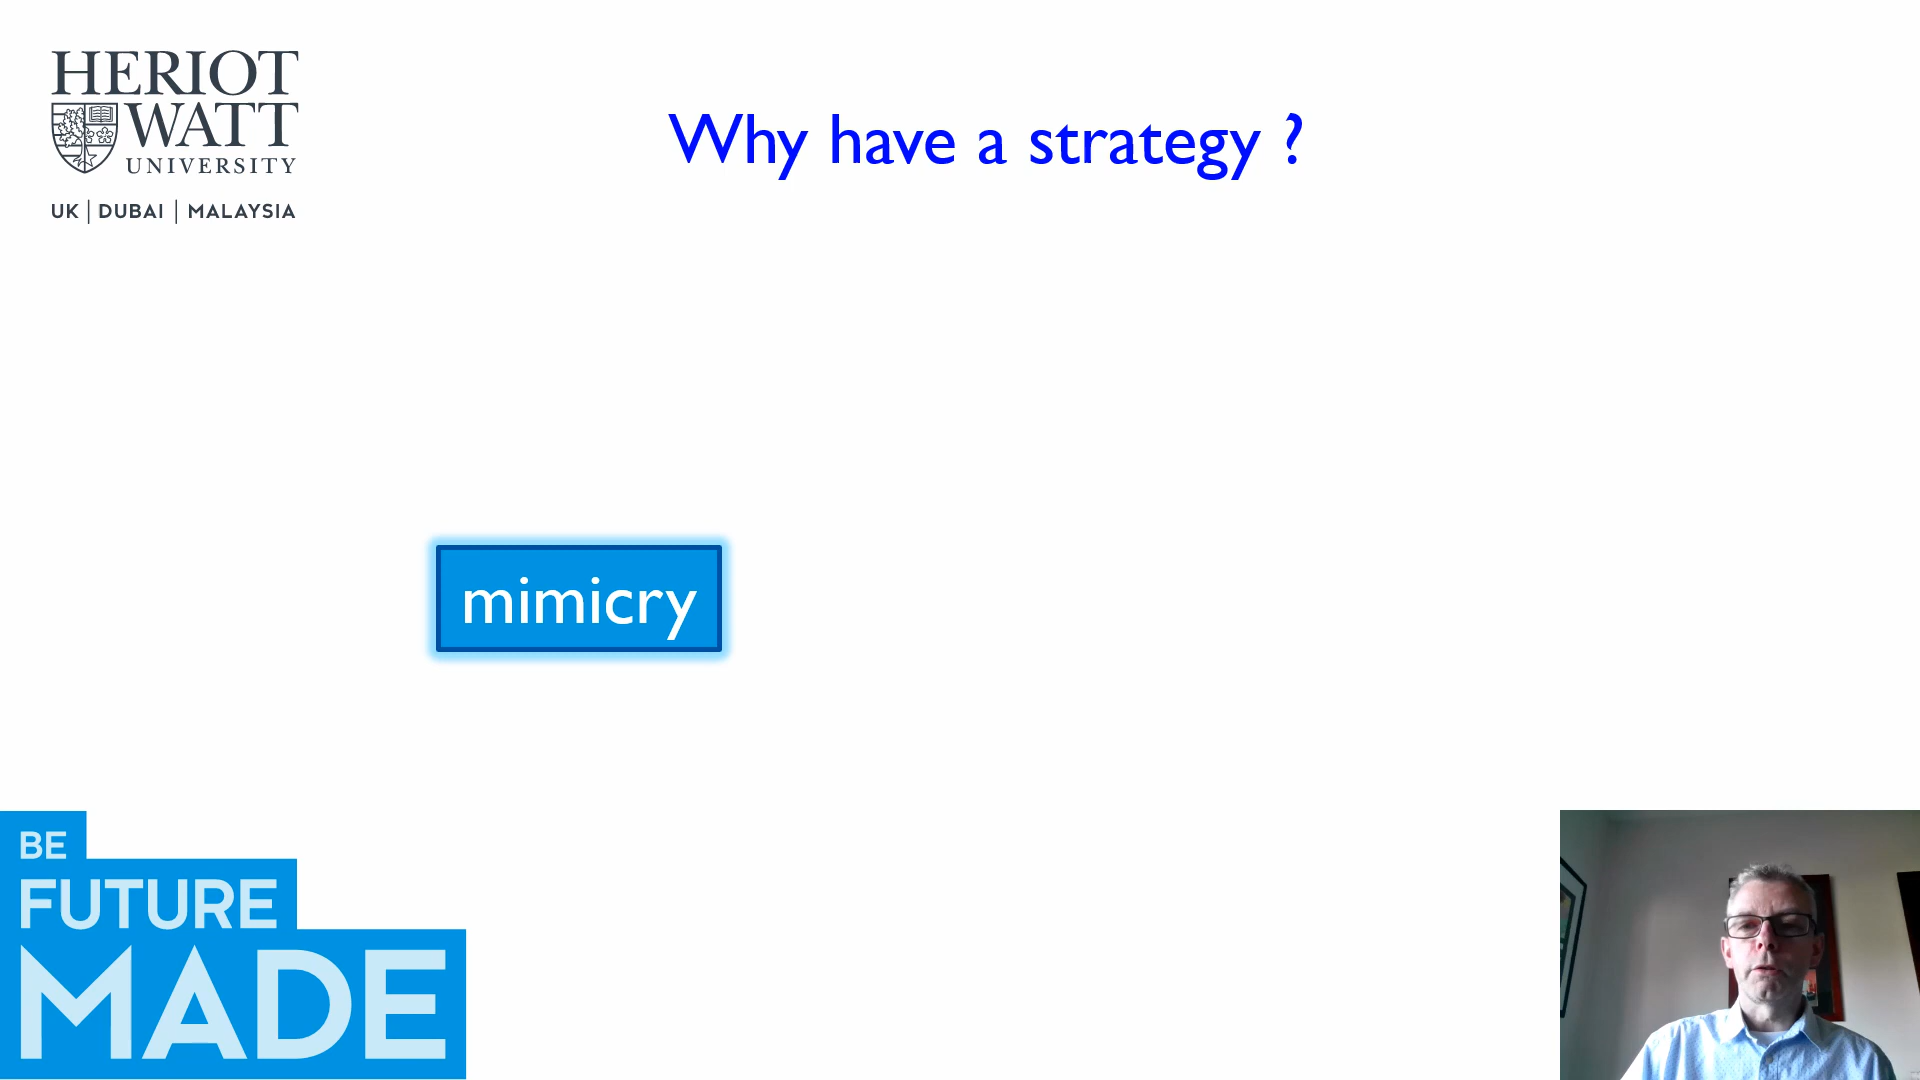 HERIOT
WATT
UNIVERSITY
UK | DUBAI | MALAYSIA
Why have a strategy ?
mimicry
BE
FUTURE
MADE